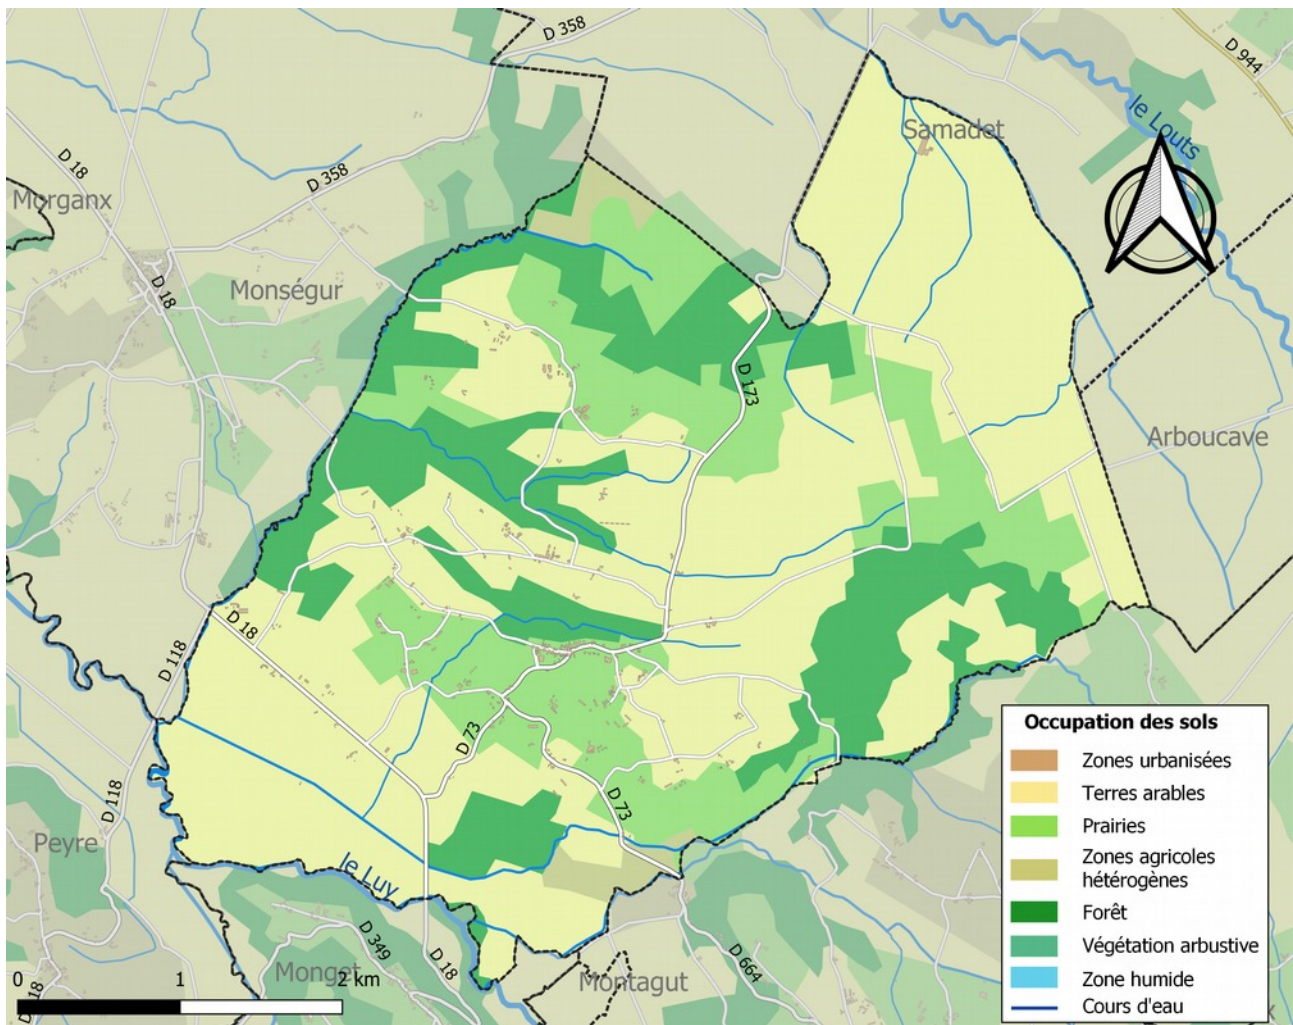 D 358
D 944
le Louts
Samadet
D 18
D 358
Morganx
D 18
Monségur
D 173
Arboucave
D 18
D 118
D 73
D 118
D 73
Peyre
le Luy
D 349
D 18
D 664
Monget
Montagut
D 18
0 1 2 km
Occupation des sols
Zones urbanisées
Terres arables
Prairies
Zones agricoles
hétérogènes
Forêt
Végétation arbustive
Zone humide
Cours d'eau